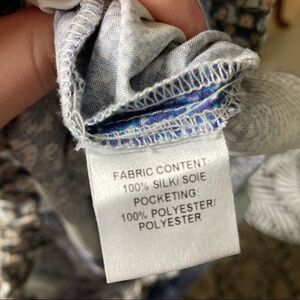 FABRIC CONTENT:
100% SILK/ SOIE
POCKETING:
100% POLYESTER/
POLYESTER